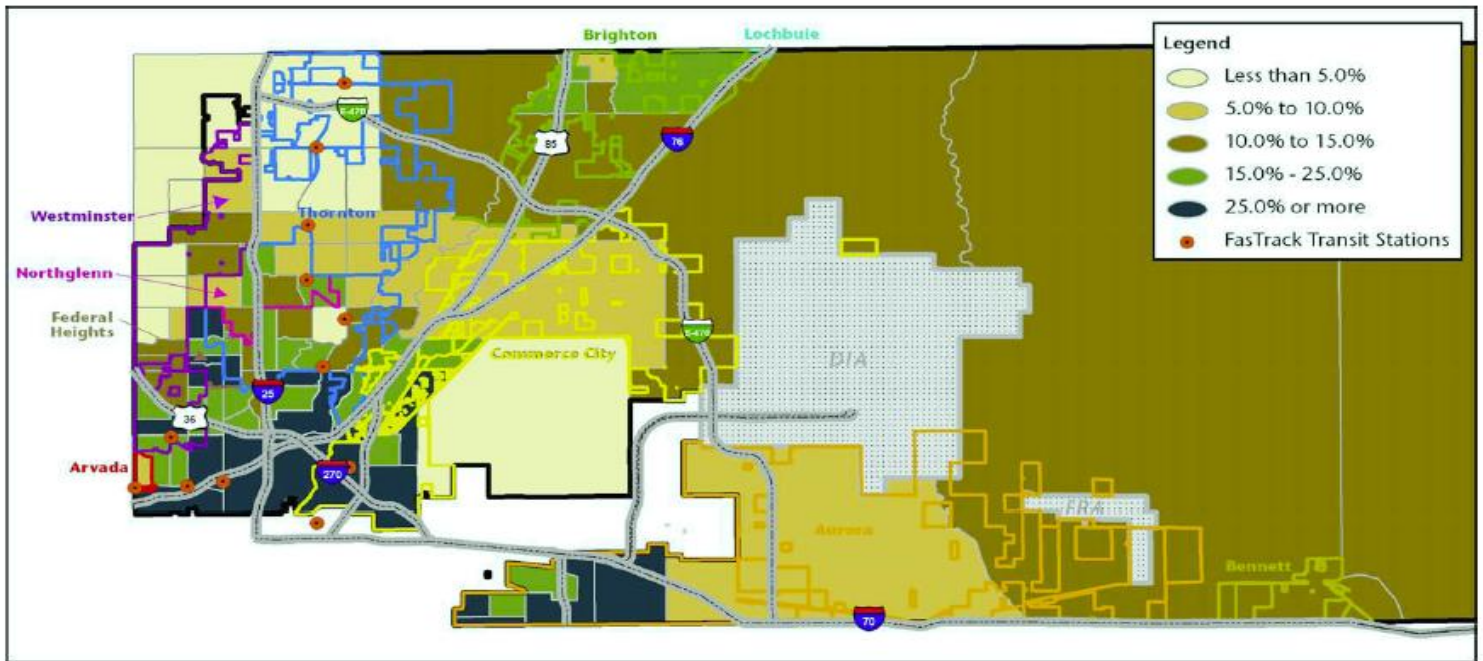 Brighton
Lochbuie
Legend
Less than 5.0%
5.0% to 10.0%
10.0% to 15.0%
15.0% - 25.0%
25.0% or more
FasTrack Transit Stations
E-470
85
76
Westminster
Thornton
Northglenn
Federal
Heights
E-470
Commerce City
DIA
25
36
Arvada
270
FRA
Aurora
Bennett
70